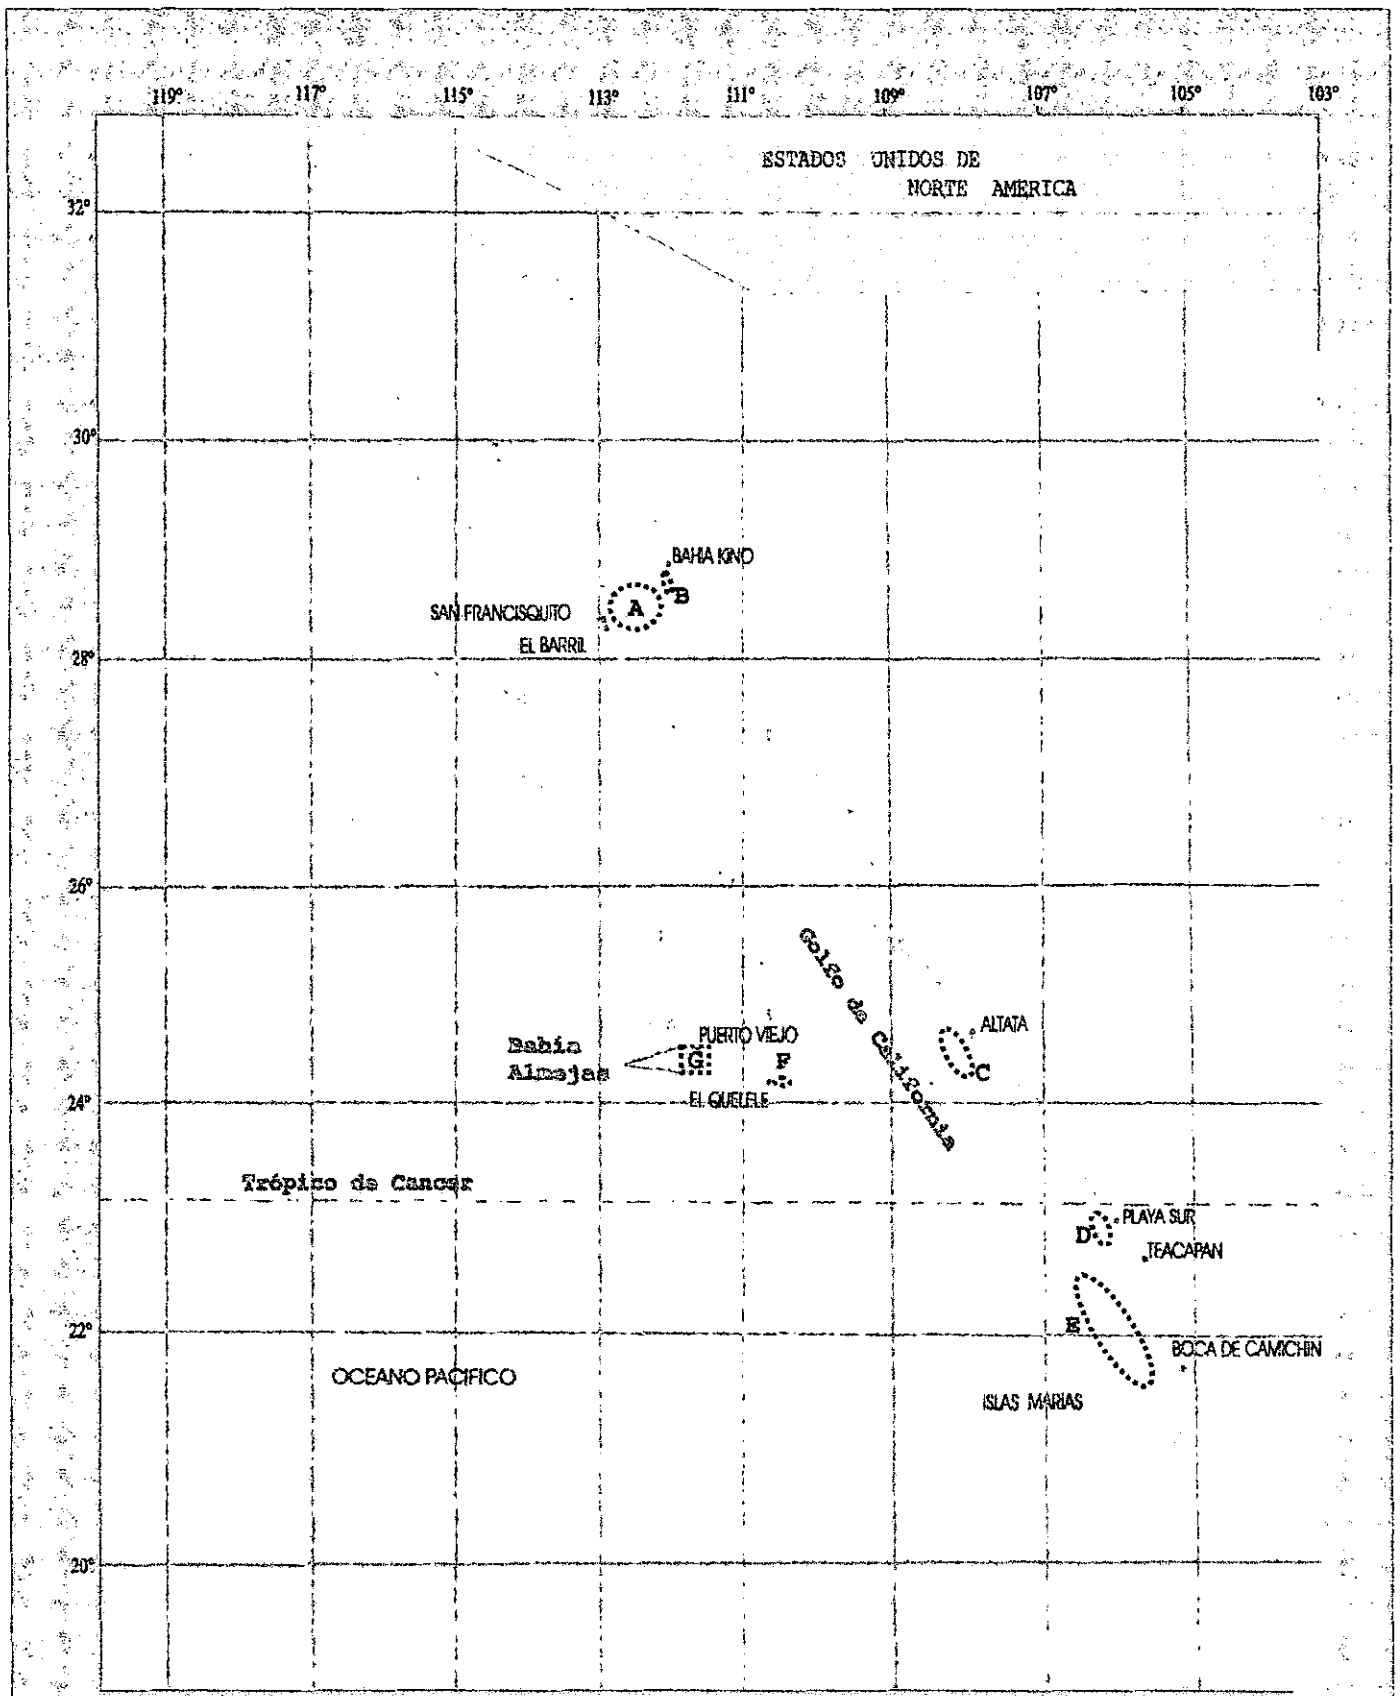 119° 117° 115° 113° 111° 109° 107° 105° 103°
ESTADOS UNIDOS DE
NORTE AMERICA
32°
30°
BAHIA KINO
B
A
SAN FRANCISQUITO
EL BARRIL
28°
26°
Golfo de California
ALTATA
PUERTO VIEJO
Bahia
Almejas
G
F
C
EL QUELELE
24°
Trópico de Cancer
PLAYA SUR
D
TEACAPAN
22°
E
BOCA DE CAMICHIN
OCEANO PACIFICO
ISLAS MARIAS
20°